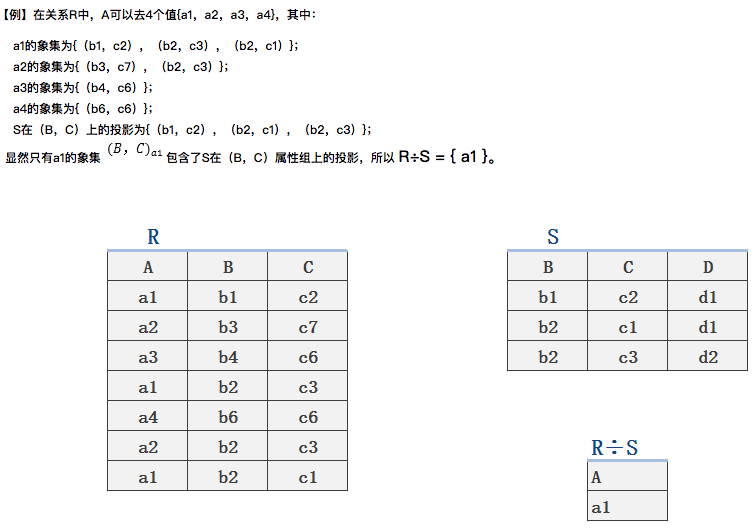 【例】在关系R中，A可以去4个值{a1，a2，a3，a4}，其中：
a1的象集为{（b1，c2），（b2，c3），（b2，c1）}；
a2的象集为{（b3，c7），（b2，c3）}；
a3的象集为{（b4，c6）}；
a4的象集为{（b6，c6）}；
S在（B，C）上的投影为{（b1，c2），（b2，c1），（b2，c3）}；
显然只有a1的象集 (B，C)a1 包含了S在（B，C）属性组上的投影，所以 R÷S = { a1 }。
R
A B C
a1 b1 c2
a2 b3 c7
a3 b4 c6
a1 b2 c3
a4 b6 c6
a2 b2 c3
a1 b2 c1
S
B C D
b1 c2 d1
b2 c1 d1
b2 c3 d2
R÷S
A
a1